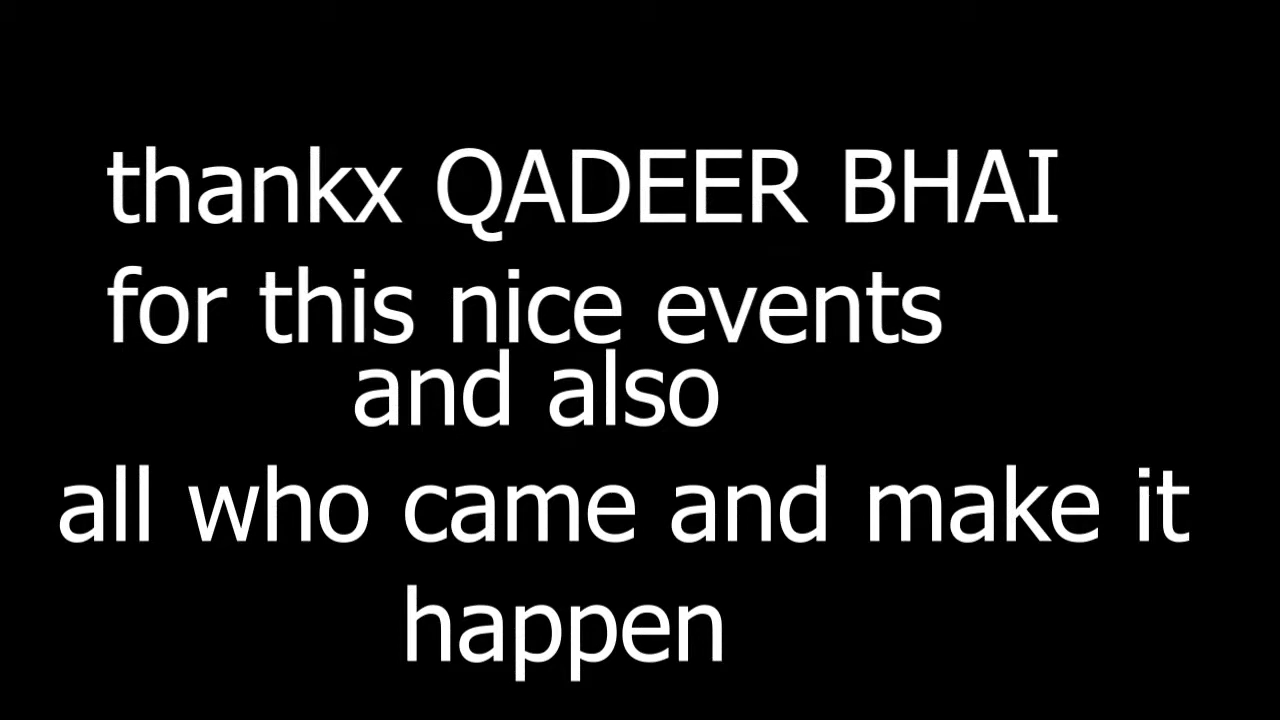 thankx QADEER BHAI
for this nice events
and also
all who came and make it
happen